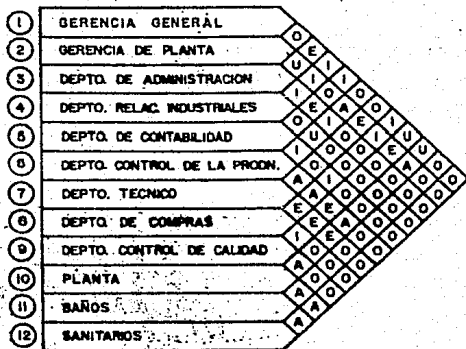 1 GERENCIA GENERAL
O
2 GERENCIA DE PLANTA E
U I
3 DEPTO. DE ADMINISTRACION I I
I O O
4 DEPTO. RELAC. INDUSTRIALES E A O
O I E I
5 DEPTO. DE CONTABILIDAD U O I U
I O O E U
6 DEPTO. CONTROL DE LA PRODN. O O O A O
A I O O O O
7 DEPTO. TECNICO A O O O O
E E O O O
8 DEPTO. DE COMPRAS E A O O
I E O O
9 DEPTO. CONTROL DE CALIDAD O O O
A O O
10 PLANTA O O
A O
11 BAÑOS A
A
12 SANITARIOS